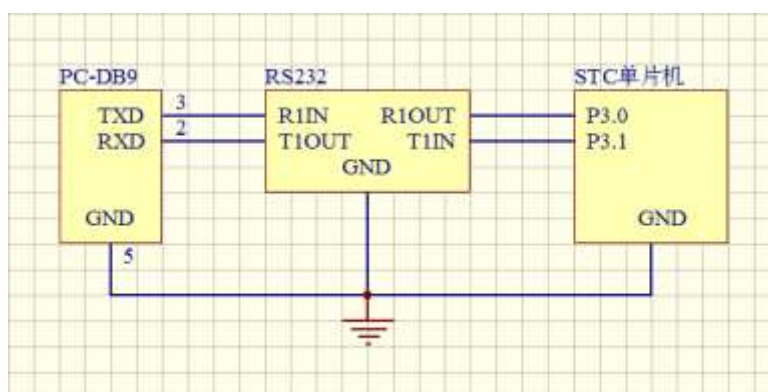 PC-DB9 RS232 STC单片机
TXD 3 R1IN R1OUT P3.0
RXD 2 T1OUT T1IN P3.1
GND
GND GND
5